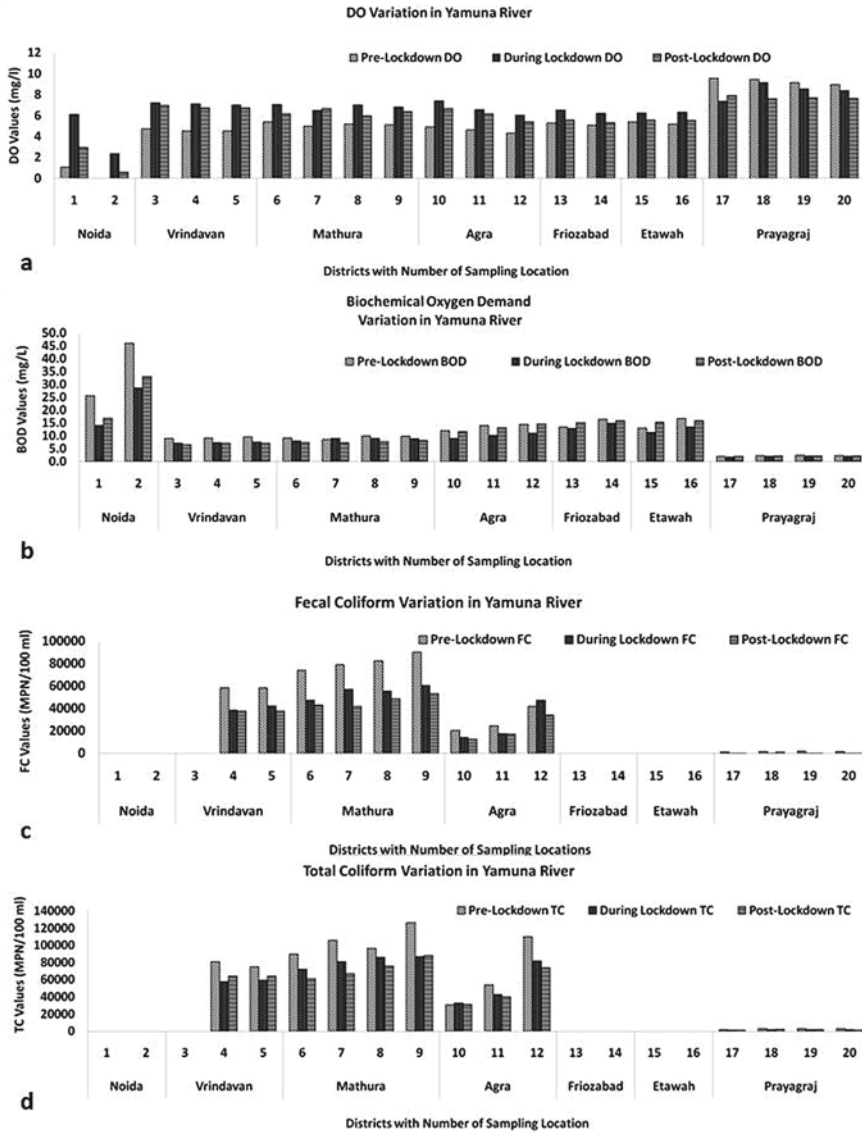 DO Variation in Yamuna River
Pre-Lockdown DO During Lockdown DO Post-Lockdown DO
DO Values (mg/l)
12
10
8
6
4
2
0
1 2 3 4 5 6 7 8 9 10 11 12 13 14 15 16 17 18 19 20
Noida Vrindavan Mathura Agra Friozabad Etawah Prayagraj
a
Districts with Number of Sampling Location
Biochemical Oxygen Demand
Variation in Yamuna River
Pre-Lockdown BOD During Lockdown BOD Post-Lockdown BOD
BOD Values (mg/L)
50.0
45.0
40.0
35.0
30.0
25.0
20.0
15.0
10.0
5.0
0.0
1 2 3 4 5 6 7 8 9 10 11 12 13 14 15 16 17 18 19 20
Noida Vrindavan Mathura Agra Friozabad Etawah Prayagraj
b
Districts with Number of Sampling Location
Fecal Coliform Variation in Yamuna River
Pre-Lockdown FC During Lockdown FC Post-Lockdown FC
FC Values (MPN/100 ml)
100000
80000
60000
40000
20000
0
1 2 3 4 5 6 7 8 9 10 11 12 13 14 15 16 17 18 19 20
Noida Vrindavan Mathura Agra Friozabad Etawah Prayagraj
c
Districts with Number of Sampling Locations
Total Coliform Variation in Yamuna River
Pre-Lockdown TC During Lockdown TC Post-Lockdown TC
TC Values (MPN/100 ml)
140000
120000
100000
80000
60000
40000
20000
0
1 2 3 4 5 6 7 8 9 10 11 12 13 14 15 16 17 18 19 20
Noida Vrindavan Mathura Agra Friozabad Etawah Prayagraj
d
Districts with Number of Sampling Location